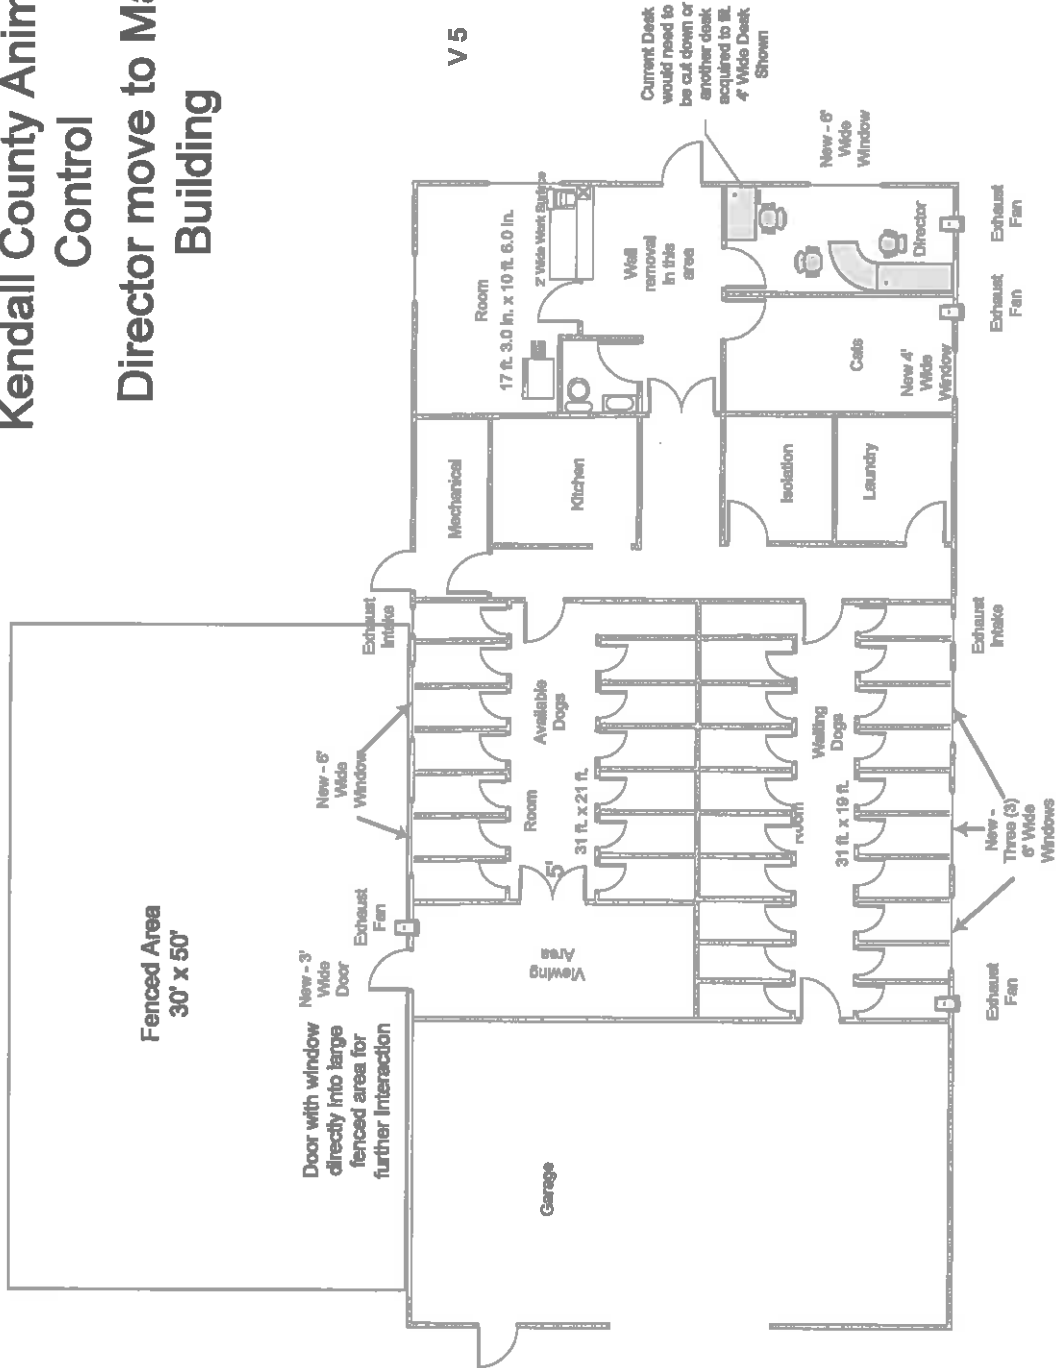 Kendall County Anim
Control
Director move to Ma
Building
V 5
Fenced Area
30' x 50'
Door with window
directly into large
fenced area for
further interaction
New - 3'
Wide
Door
Exhaust
Fan
New - 6'
Wide
Window
Exhaust
Intake
Garage
Viewing
Area
5'
Room
31 ft. x 21 ft.
Available
Dogs
Room
31 ft. x 19 ft.
Waiting
Dogs
Mechanical
Kitchen
Isolation
Laundry
Room
17 ft. 3.0 in. x 10 ft. 6.0 in.
2' Wide Work Surface
Wall
removal
in this
area
Cats
New 4'
Wide
Window
Director
Current Desk
would need to
be cut down or
another desk
acquired to fit.
4' Wide Desk
Shown
New - 6'
Wide
Window
Exhaust
Fan
Exhaust
Fan
Exhaust
Intake
New -
Three (3)
6' Wide
Windows
Exhaust
Fan